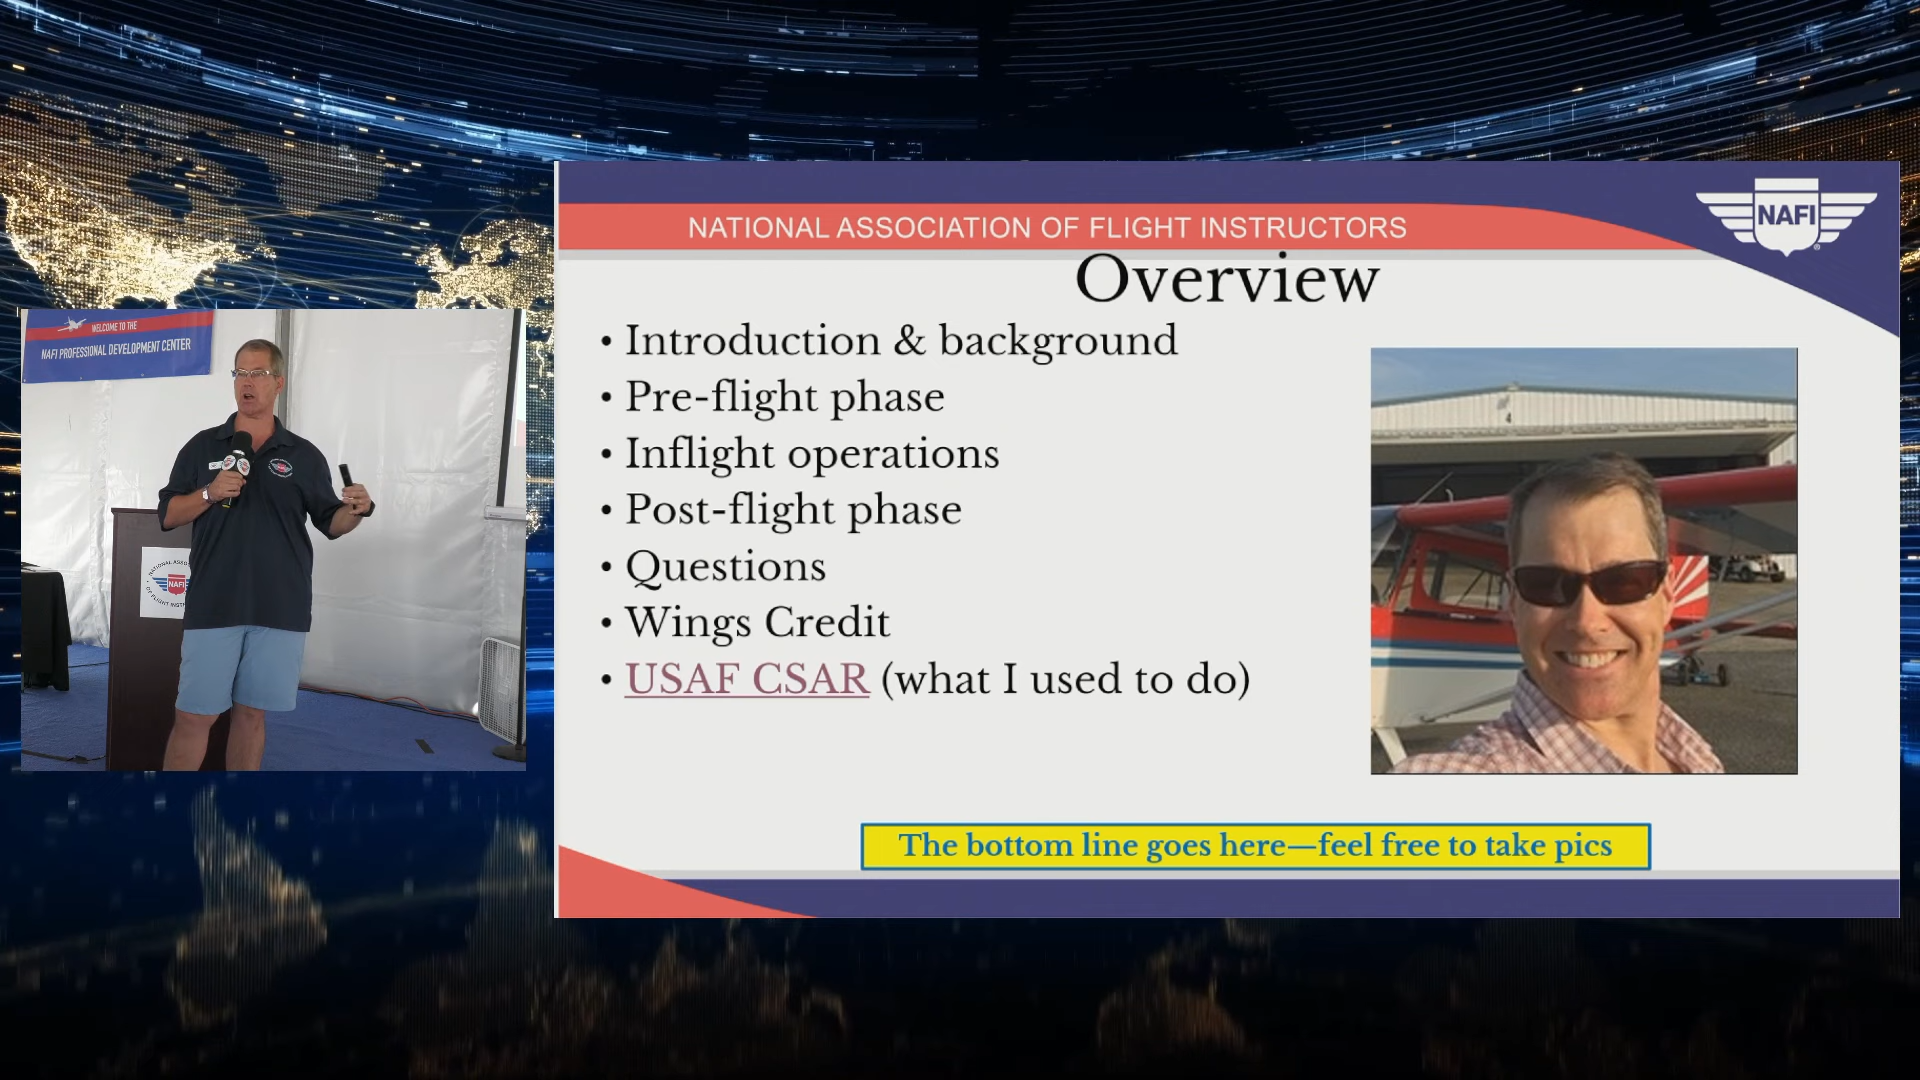 WELCOME TO THE
NAFI PROFESSIONAL DEVELOPMENT CENTER
NAFI
NATIONAL ASSOCIATION OF FLIGHT INSTRUCTORS
NAFI
Overview
• Introduction & background
• Pre-flight phase
• Inflight operations
• Post-flight phase
• Questions
• Wings Credit
• USAF CSAR (what I used to do)
4
The bottom line goes here—feel free to take pics